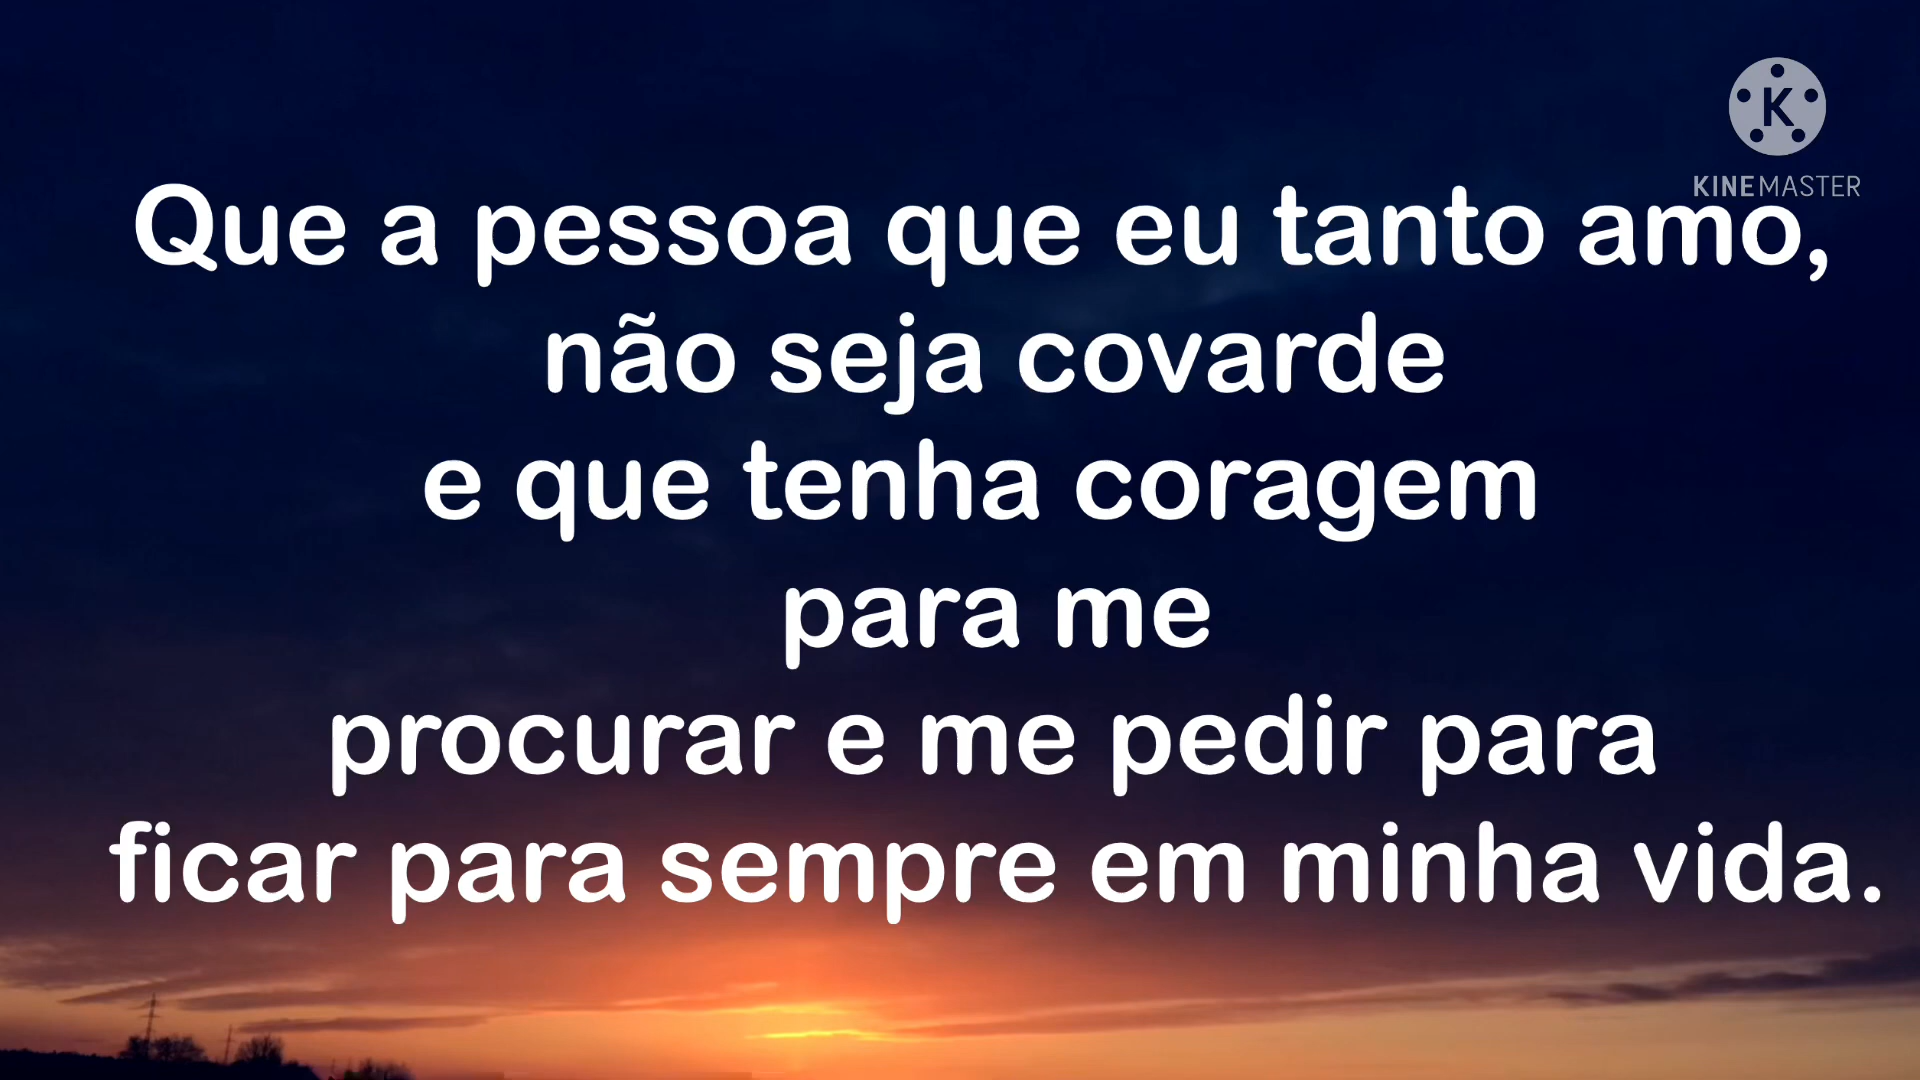 K
KINEMASTER
Que a pessoa que eu tanto amo,
não seja covarde
e que tenha coragem
para me
procurar e me pedir para
ficar para sempre em minha vida.